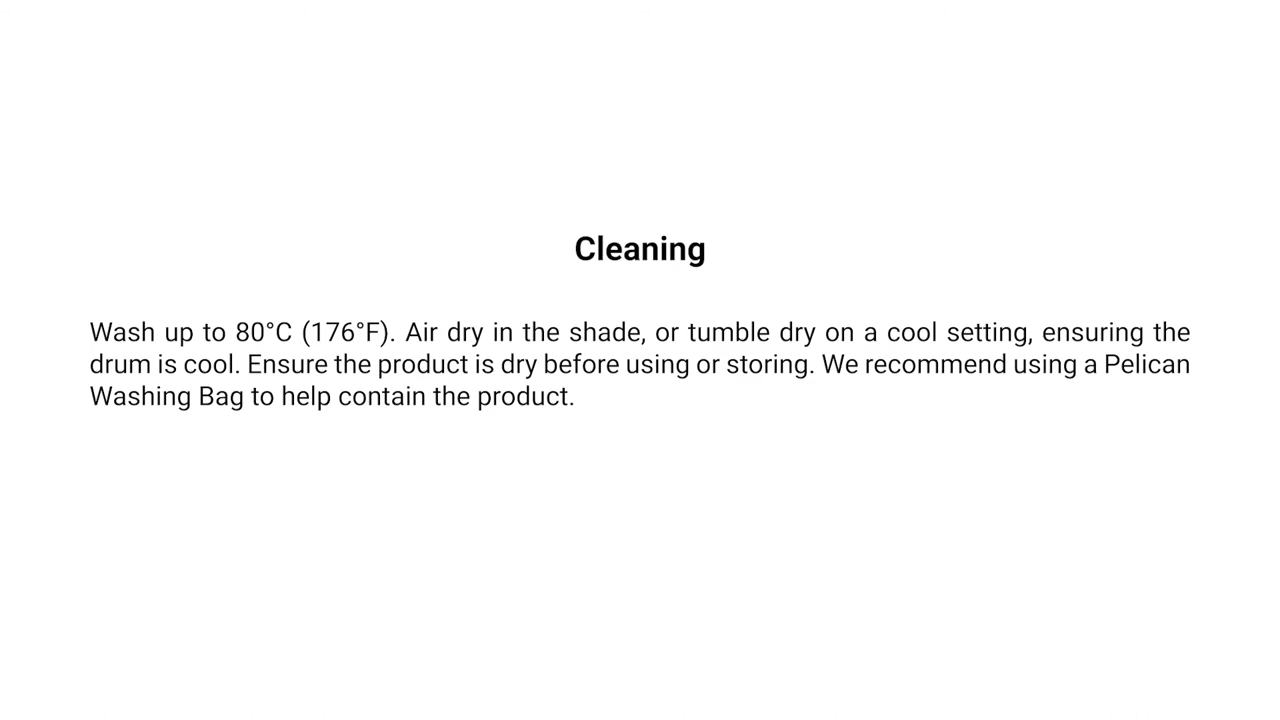 Cleaning
Wash up to 80°C (176°F). Air dry in the shade, or tumble dry on a cool setting, ensuring the
drum is cool. Ensure the product is dry before using or storing. We recommend using a Pelican
Washing Bag to help contain the product.